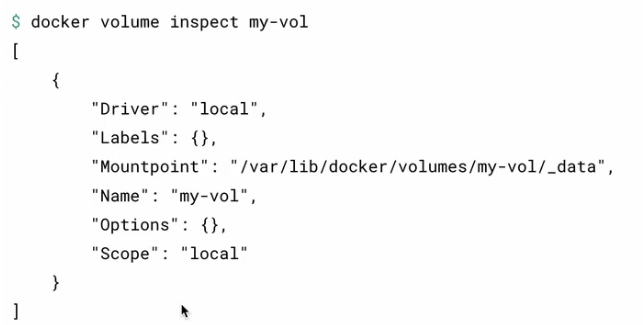 $ docker volume inspect my-vol
[
    {
        "Driver": "local",
        "Labels": {},
        "Mountpoint": "/var/lib/docker/volumes/my-vol/_data",
        "Name": "my-vol",
        "Options": {},
        "Scope": "local"
    }
]